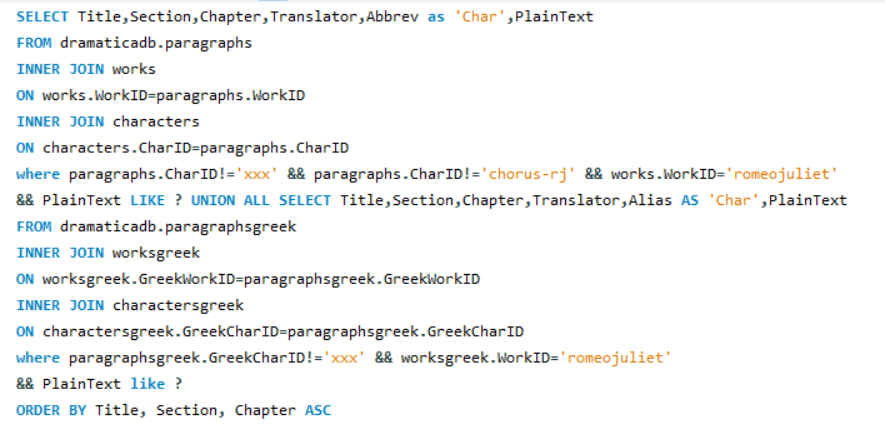 SELECT Title,Section,Chapter,Translator,Abbrev as 'Char',PlainText
FROM dramaticadb.paragraphs
INNER JOIN works
ON works.WorkID=paragraphs.WorkID
INNER JOIN characters
ON characters.CharID=paragraphs.CharID
where paragraphs.CharID!='xxx' && paragraphs.CharID!='chorus-rj' && works.WorkID='romeojuliet'
&& PlainText LIKE ? UNION ALL SELECT Title,Section,Chapter,Translator,Alias AS 'Char',PlainText
FROM dramaticadb.paragraphsgreek
INNER JOIN worksgreek
ON worksgreek.GreekWorkID=paragraphsgreek.GreekWorkID
INNER JOIN charactersgreek
ON charactersgreek.GreekCharID=paragraphsgreek.GreekCharID
where paragraphsgreek.GreekCharID!='xxx' && worksgreek.WorkID='romeojuliet'
&& PlainText like ?
ORDER BY Title, Section, Chapter ASC